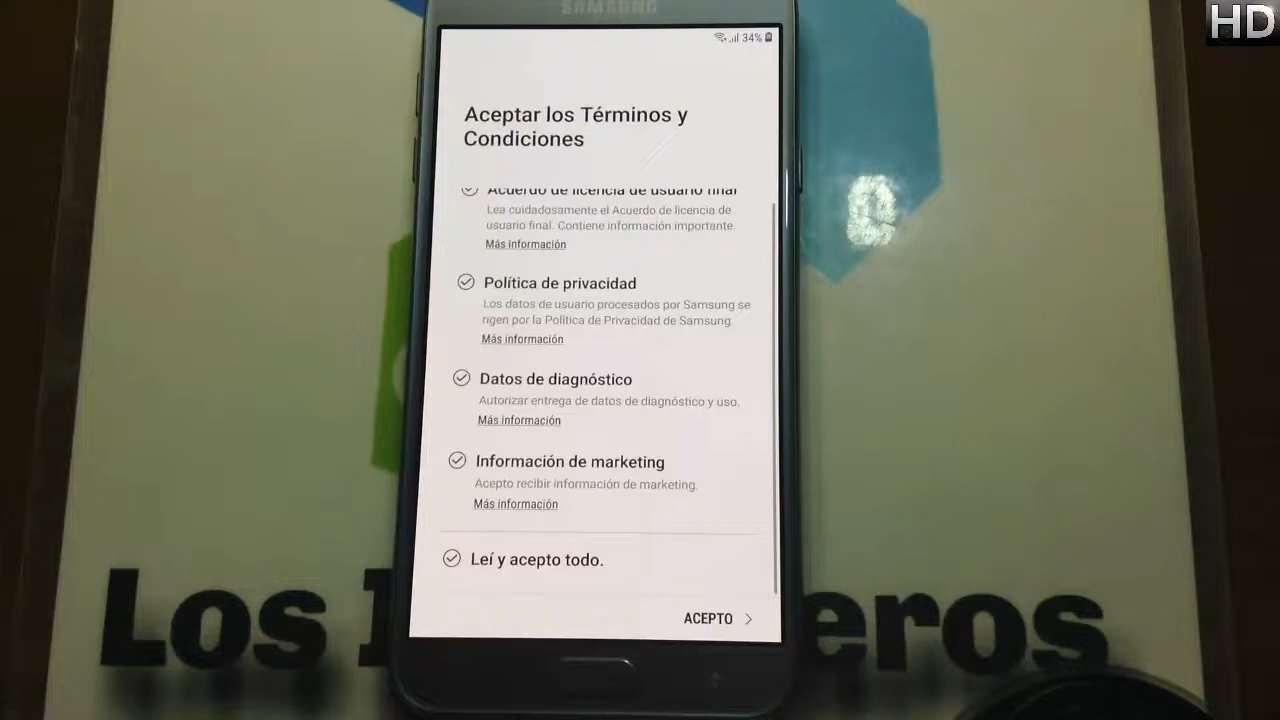 HD
SAMSUNG
34%
Aceptar los Términos y
Condiciones
Acuerdo de licencia de usuario final
Lea cuidadosamente el Acuerdo de licencia de
usuario final. Contiene información importante.
Más información
Política de privacidad
Los datos de usuario procesados por Samsung se
rigen por la Política de Privacidad de Samsung.
Más información
Datos de diagnóstico
Autorizar entrega de datos de diagnóstico y uso.
Más información
Información de marketing
Acepto recibir información de marketing.
Más información
Leí y acepto todo.
ACEPTO
Los
eros